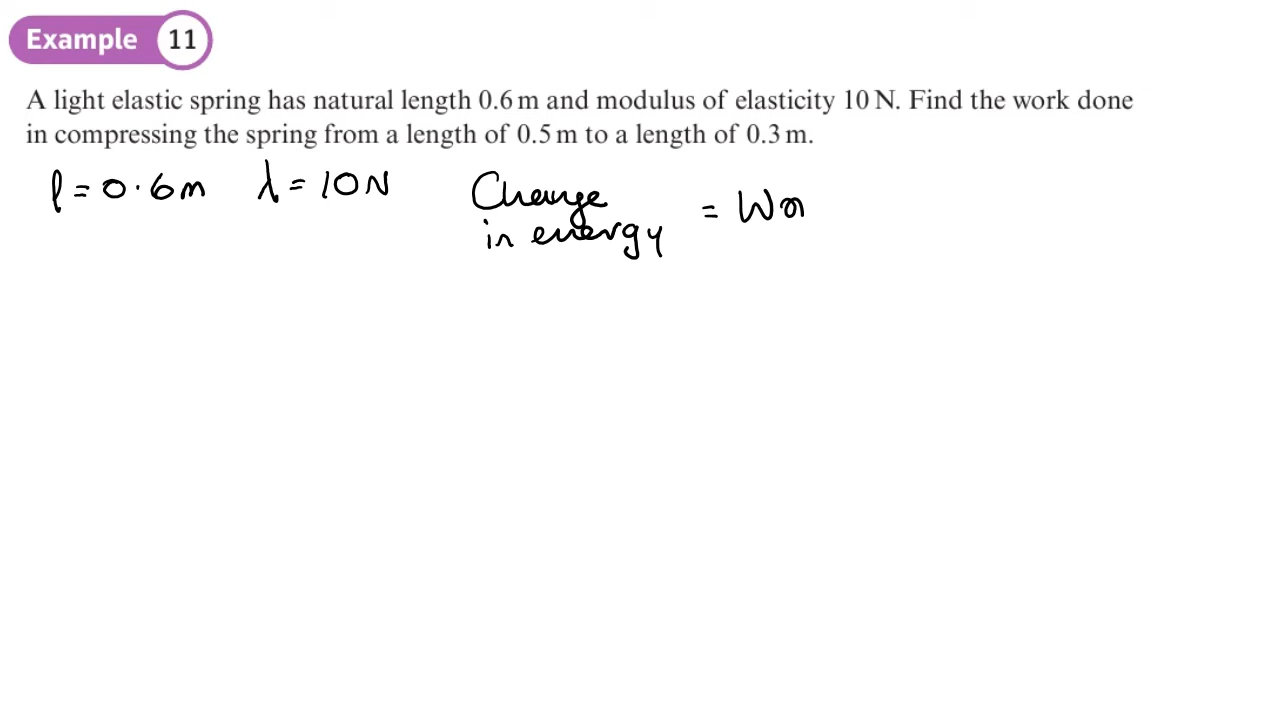 Example 11
A light elastic spring has natural length 0.6 m and modulus of elasticity 10 N. Find the work done
in compressing the spring from a length of 0.5 m to a length of 0.3 m.
l = 0.6m λ = 10N Change
in energy =